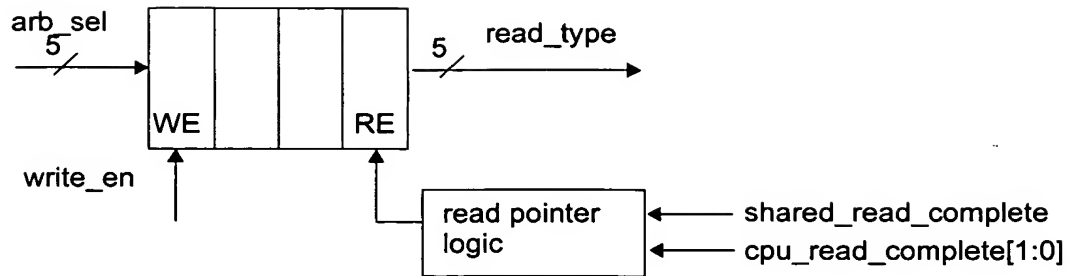 arb_sel
5
5
read_type
WE
RE
write_en
read pointer
logic
shared_read_complete
cpu_read_complete[1:0]